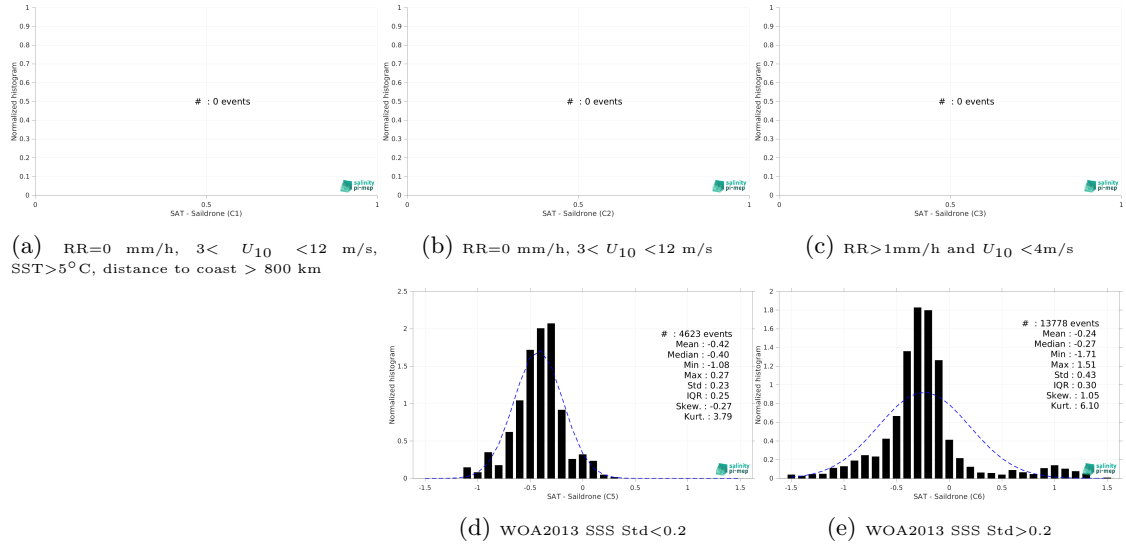 1
0.9
0.8
0.7
0.6
0.5
0.4
0.3
0.2
0.1
0
Normalized histogram
# : 0 events
salinity
pi-mep
0 0.5 1
SAT - Saildrone (C1)
(a) RR=0 mm/h, 3< U10 <12 m/s,
SST>5°C, distance to coast > 800 km
1
0.9
0.8
0.7
0.6
0.5
0.4
0.3
0.2
0.1
0
Normalized histogram
# : 0 events
salinity
pi-mep
0 0.5 1
SAT - Saildrone (C2)
(b) RR=0 mm/h, 3< U10 <12 m/s
1
0.9
0.8
0.7
0.6
0.5
0.4
0.3
0.2
0.1
0
Normalized histogram
# : 0 events
salinity
pi-mep
0 0.5 1
SAT - Saildrone (C3)
(c) RR>1mm/h and U10 <4m/s
2.5
2
1.5
1
0.5
0
Normalized histogram
# : 4623 events
Mean : -0.42
Median : -0.40
Min : -1.08
Max : 0.27
Std : 0.23
IQR : 0.25
Skew. : -0.27
Kurt. : 3.79
salinity
pi-mep
-1.5 -1 -0.5 0 0.5 1 1.5
SAT - Saildrone (C5)
(d) WOA2013 SSS Std<0.2
2
1.8
1.6
1.4
1.2
1
0.8
0.6
0.4
0.2
0
Normalized histogram
# : 13778 events
Mean : -0.24
Median : -0.27
Min : -1.71
Max : 1.51
Std : 0.43
IQR : 0.30
Skew. : 1.05
Kurt. : 6.10
salinity
pi-mep
-1.5 -1 -0.5 0 0.5 1 1.5
SAT - Saildrone (C6)
(e) WOA2013 SSS Std>0.2